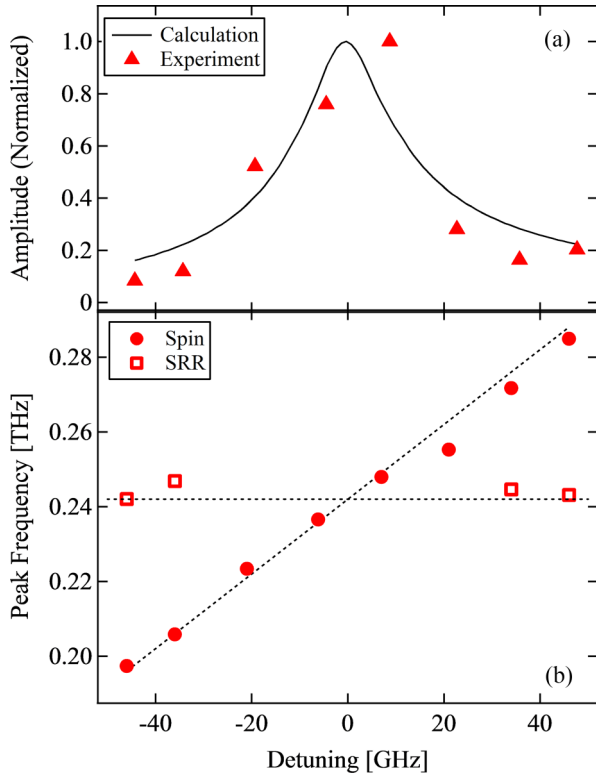 Calculation
Experiment
(a)
Amplitude (Normalized)
1.0
0.8
0.6
0.4
0.2
0
Spin
SRR
Peak Frequency [THz]
0.28
0.26
0.24
0.22
0.20
(b)
-40
-20
0
20
40
Detuning [GHz]